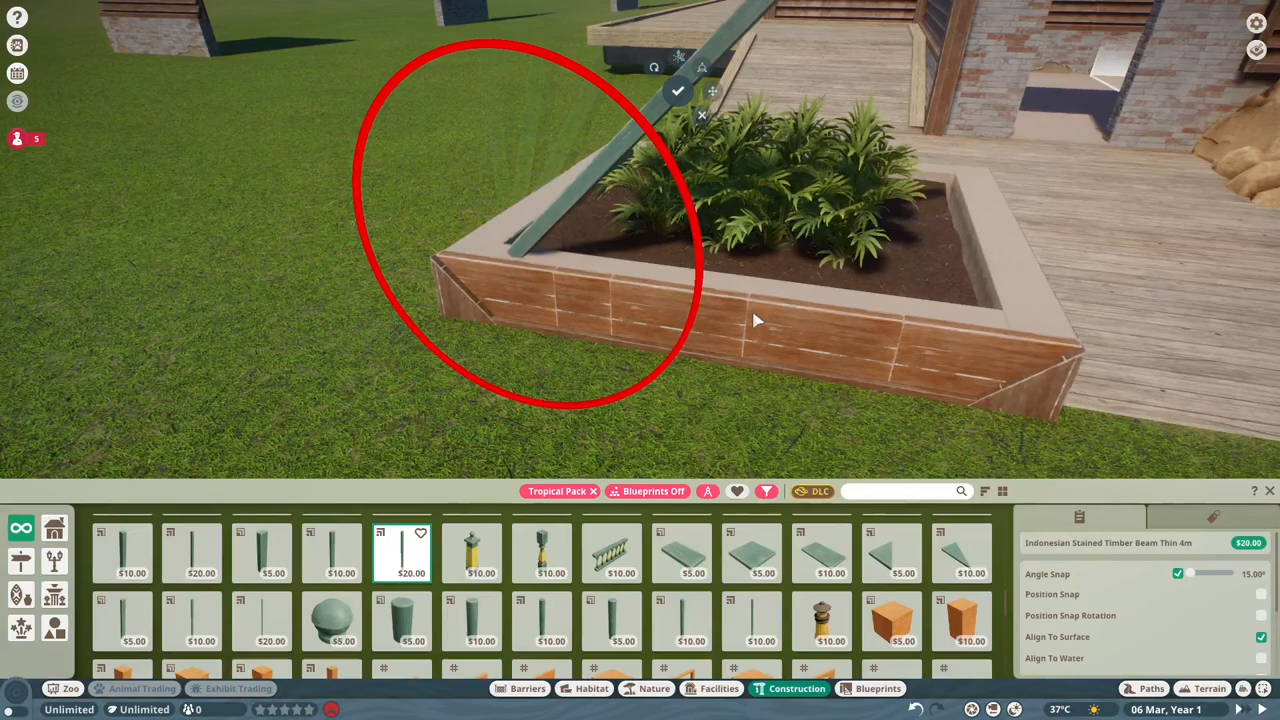 ?
5
Tropical Pack ✕
Blueprints Off
DLC
? ✕
$10.00 $20.00 $5.00 $10.00 $20.00 $10.00 $10.00 $10.00 $5.00 $5.00 $5.00 $5.00 $10.00
$5.00 $10.00 $20.00 $5.00 $5.00 $10.00 $10.00 $5.00 $10.00 $20.00 $10.00 $5.00 $10.00
Indonesian Stained Timber Beam Thin 4m $20.00
Angle Snap 15.00°
Position Snap
Position Snap Rotation
Align To Surface
Align To Water
Zoo Animal Trading Exhibit Trading Barriers Habitat Nature Facilities Construction Blueprints Paths Terrain
Unlimited Unlimited 0 37°C 06 Mar, Year 1